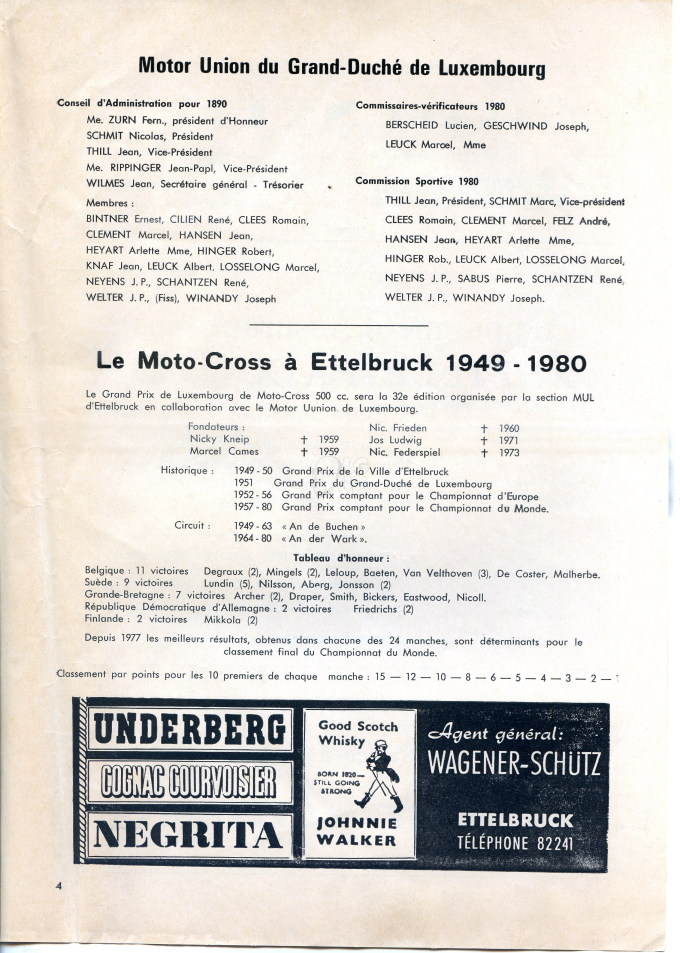 Motor Union du Grand-Duché de Luxembourg
Conseil d'Administration pour 1890
Me. ZURN Fern., président d'Honneur
SCHMIT Nicolas, Président
THILL Jean, Vice-Président
Me. RIPPINGER Jean-Papl, Vice-Président
WILMES Jean, Secrétaire général - Trésorier
Membres :
BINTNER Ernest, CILIEN René, CLEES Romain,
CLEMENT Marcel, HANSEN Jean,
HEYART Arlette Mme, HINGER Robert,
KNAF Jean, LEUCK Albert. LOSSELONG Marcel,
NEYENS J. P., SCHANTZEN René,
WELTER J. P., (Fiss), WINANDY Joseph
Commissaires-vérificateurs 1980
BERSCHEID Lucien, GESCHWIND Joseph,
LEUCK Marcel, Mme
Commission Sportive 1980
THILL Jean, Président, SCHMIT Marc, Vice-président
CLEES Romain, CLEMENT Marcel, FELZ André,
HANSEN Jean, HEYART Arlette Mme,
HINGER Rob., LEUCK Albert, LOSSELONG Marcel,
NEYENS J. P., SABUS Pierre, SCHANTZEN René,
WELTER J. P., WINANDY Joseph.
Le Moto-Cross à Ettelbruck 1949 - 1980
Le Grand Prix de Luxembourg de Moto-Cross 500 cc. sera la 32e édition organisée par la section MUL
d'Ettelbruck en collaboration avec le Motor Uunion de Luxembourg.
Fondateurs : Nic. Frieden † 1960
Nicky Kneip † 1959 Jos Ludwig † 1971
Marcel Cames † 1959 Nic. Federspiel † 1973
Historique : 1949 - 50 Grand Prix de la Ville d'Ettelbruck
1951 Grand Prix du Grand-Duché de Luxembourg
1952 - 56 Grand Prix comptant pour le Championnat d'Europe
1957 - 80 Grand Prix comptant pour le Championnat du Monde.
Circuit : 1949 - 63 « An de Buchen »
1964 - 80 « An der Wark ».
Tableau d'honneur :
Belgique : 11 victoires Degraux (2), Mingels (2), Leloup, Baeten, Van Velthoven (3), De Coster, Malherbe.
Suède : 9 victoires Lundin (5), Nilsson, Aberg, Jonsson (2)
Grande-Bretagne : 7 victoires Archer (2), Draper, Smith, Bickers, Eastwood, Nicoll.
République Démocratique d'Allemagne : 2 victoires Friedrichs (2)
Finlande : 2 victoires Mikkola (2)
Depuis 1977 les meilleurs résultats, obtenus dans chacune des 24 manches, sont déterminants pour le
classement final du Championnat du Monde.
Classement par points pour les 10 premiers de chaque manche : 15 — 12 — 10 — 8 — 6 — 5 — 4 — 3 — 2 —
UNDERBERG
COGNAC COURVOISIER
NEGRITA
Good Scotch
Whisky
BORN 1820—
STILL GOING
STRONG
JOHNNIE
WALKER
Agent général:
WAGENER-SCHÜTZ
ETTELBRUCK
TÉLÉPHONE 82241
4